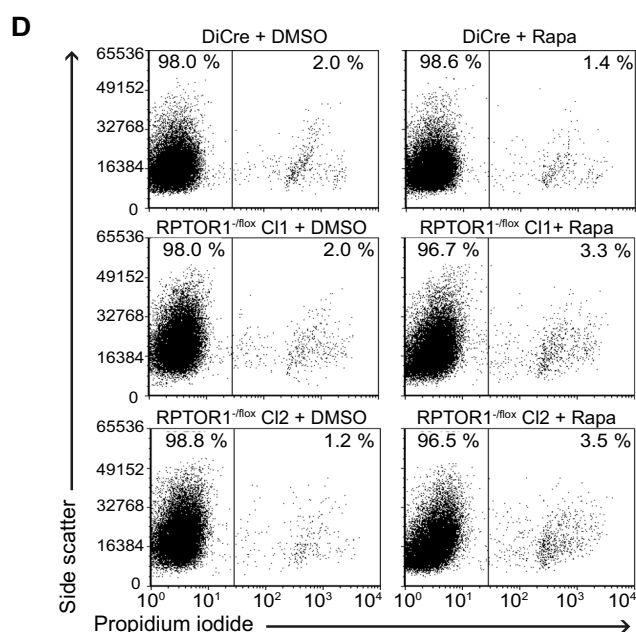 D
DiCre + DMSO
DiCre + Rapa
65536
49152
32768
16384
0
98.0 %
2.0 %
98.6 %
1.4 %
RPTOR1-/flox Cl1 + DMSO
RPTOR1-/flox Cl1+ Rapa
65536
49152
32768
16384
0
98.0 %
2.0 %
96.7 %
3.3 %
RPTOR1-/flox Cl2 + DMSO
RPTOR1-/flox Cl2 + Rapa
65536
49152
32768
16384
0
98.8 %
1.2 %
96.5 %
3.5 %
10⁰ 10¹ 10² 10³ 10⁴
10⁰ 10¹ 10² 10³ 10⁴
Side scatter
Propidium iodide